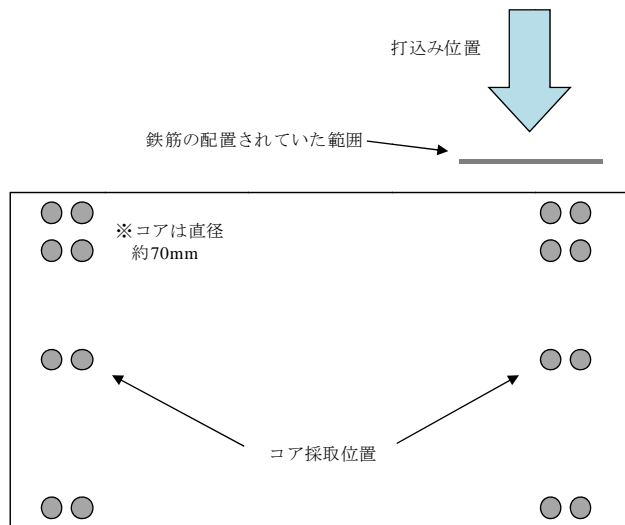 打込み位置
鉄筋の配置されていた範囲
※コアは直径
約70mm
コア採取位置